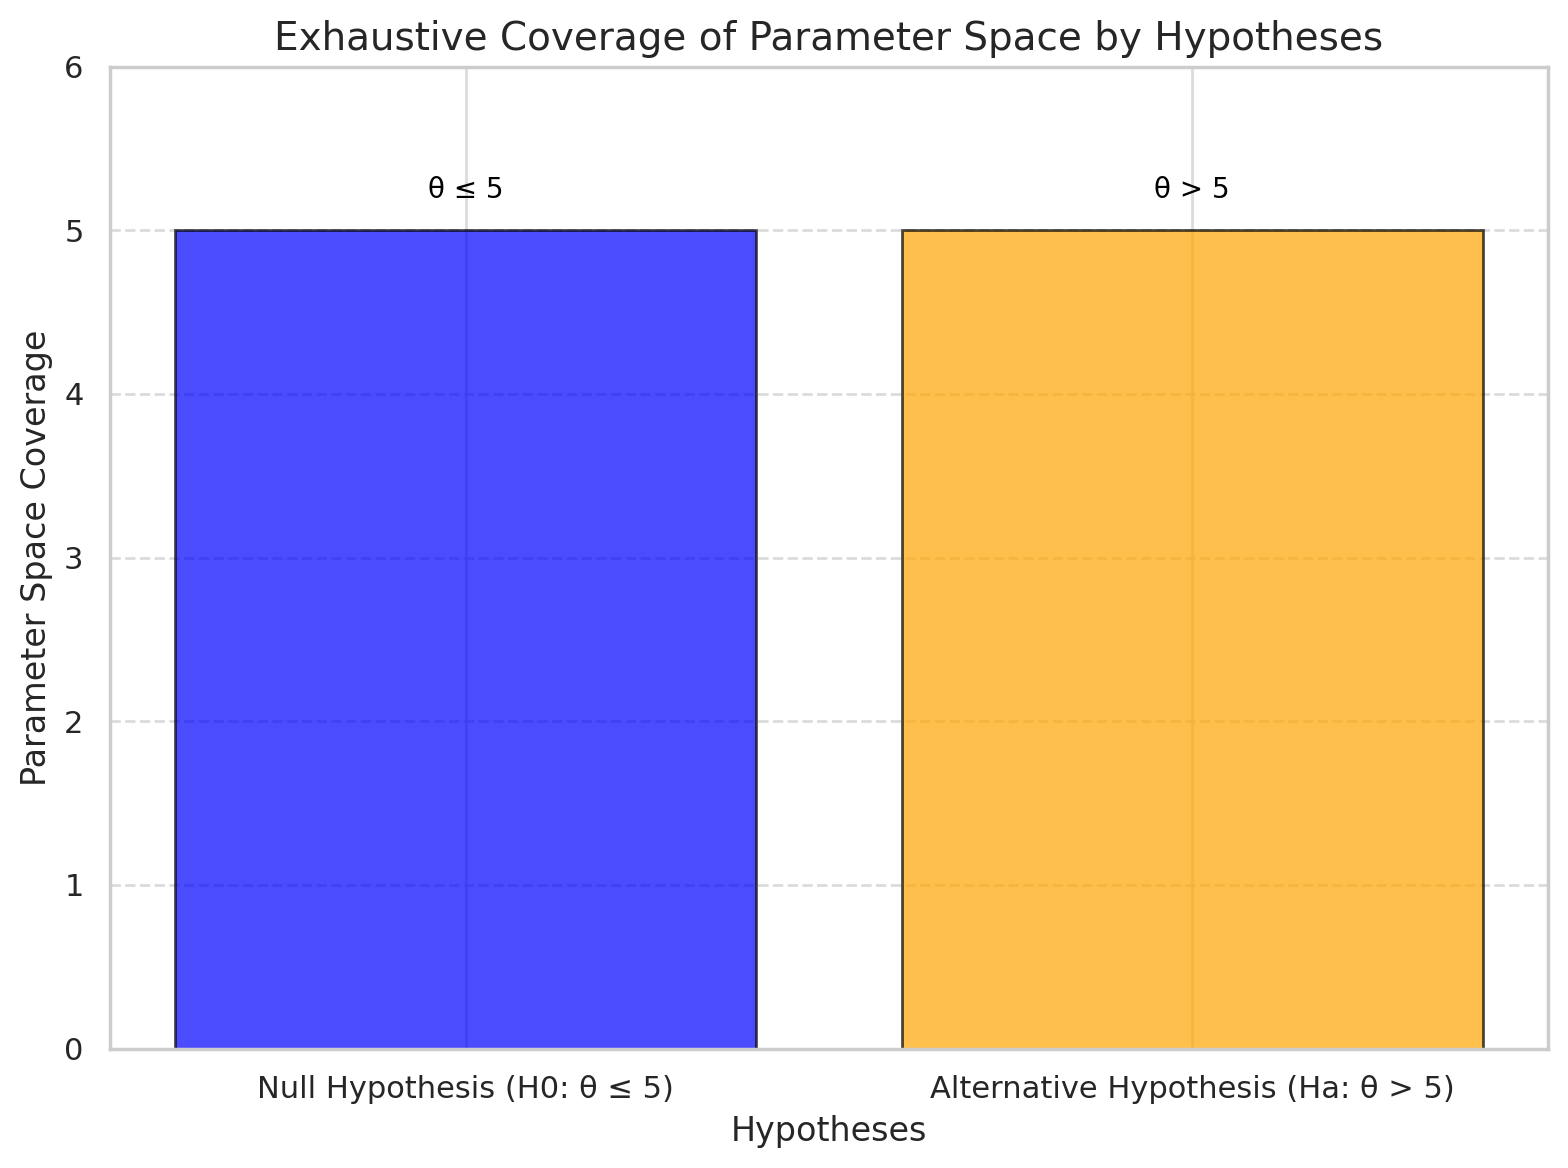 Exhaustive Coverage of Parameter Space by Hypotheses
6
5
4
3
2
1
0
Parameter Space Coverage
θ ≤ 5
θ > 5
Null Hypothesis (H0: θ ≤ 5)
Alternative Hypothesis (Ha: θ > 5)
Hypotheses